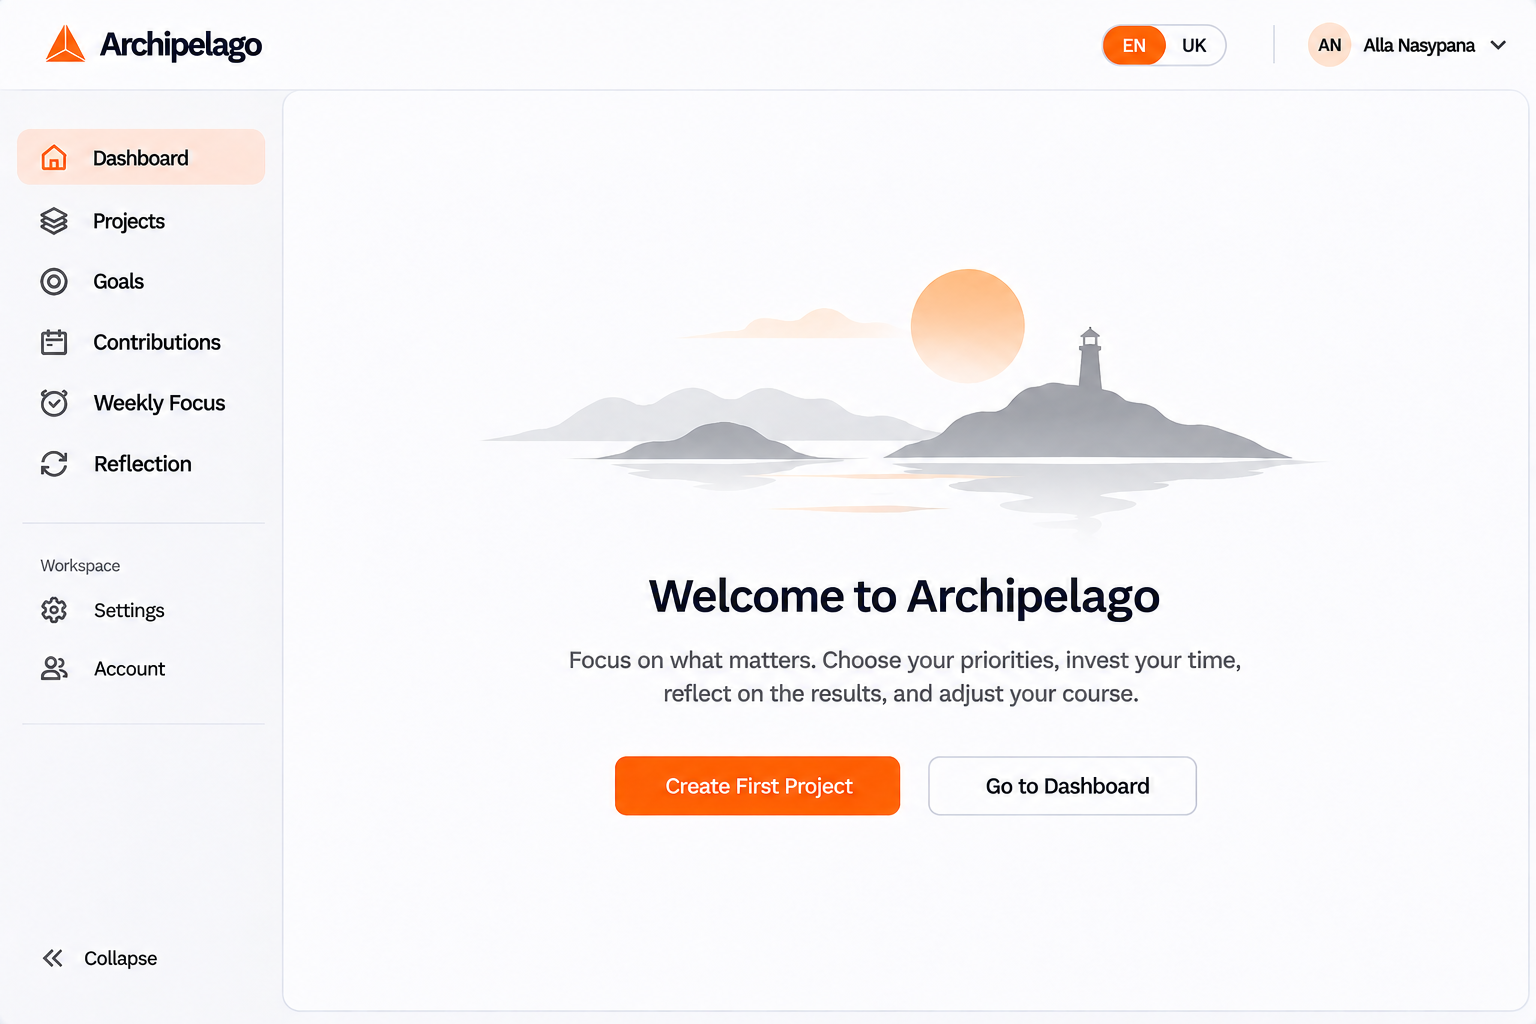 Archipelago
EN UK
AN Alla Nasypana
Dashboard
Projects
Goals
Contributions
Weekly Focus
Reflection
Workspace
Settings
Account
Collapse
Welcome to Archipelago
Focus on what matters. Choose your priorities, invest your time,
reflect on the results, and adjust your course.
Create First Project
Go to Dashboard